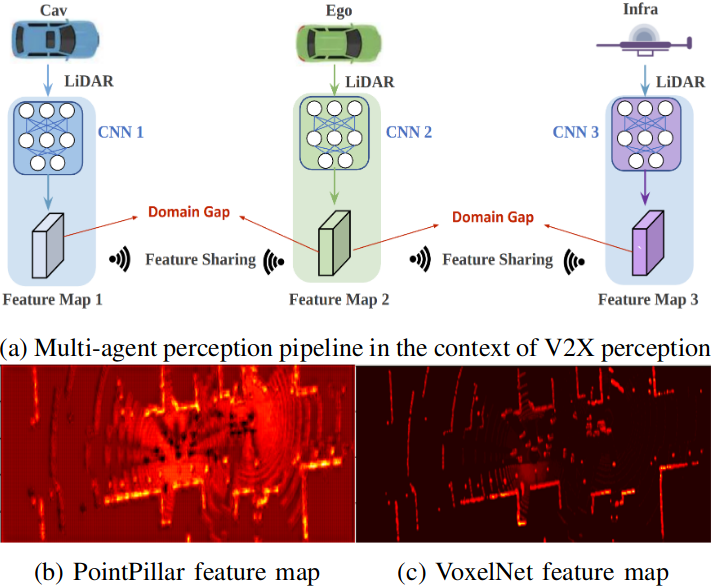 Cav
Ego
Infra
LiDAR
LiDAR
LiDAR
CNN 1
CNN 2
CNN 3
Domain Gap
Domain Gap
Feature Sharing
Feature Sharing
Feature Map 1
Feature Map 2
Feature Map 3
(a) Multi-agent perception pipeline in the context of V2X perception
(b) PointPillar feature map
(c) VoxelNet feature map